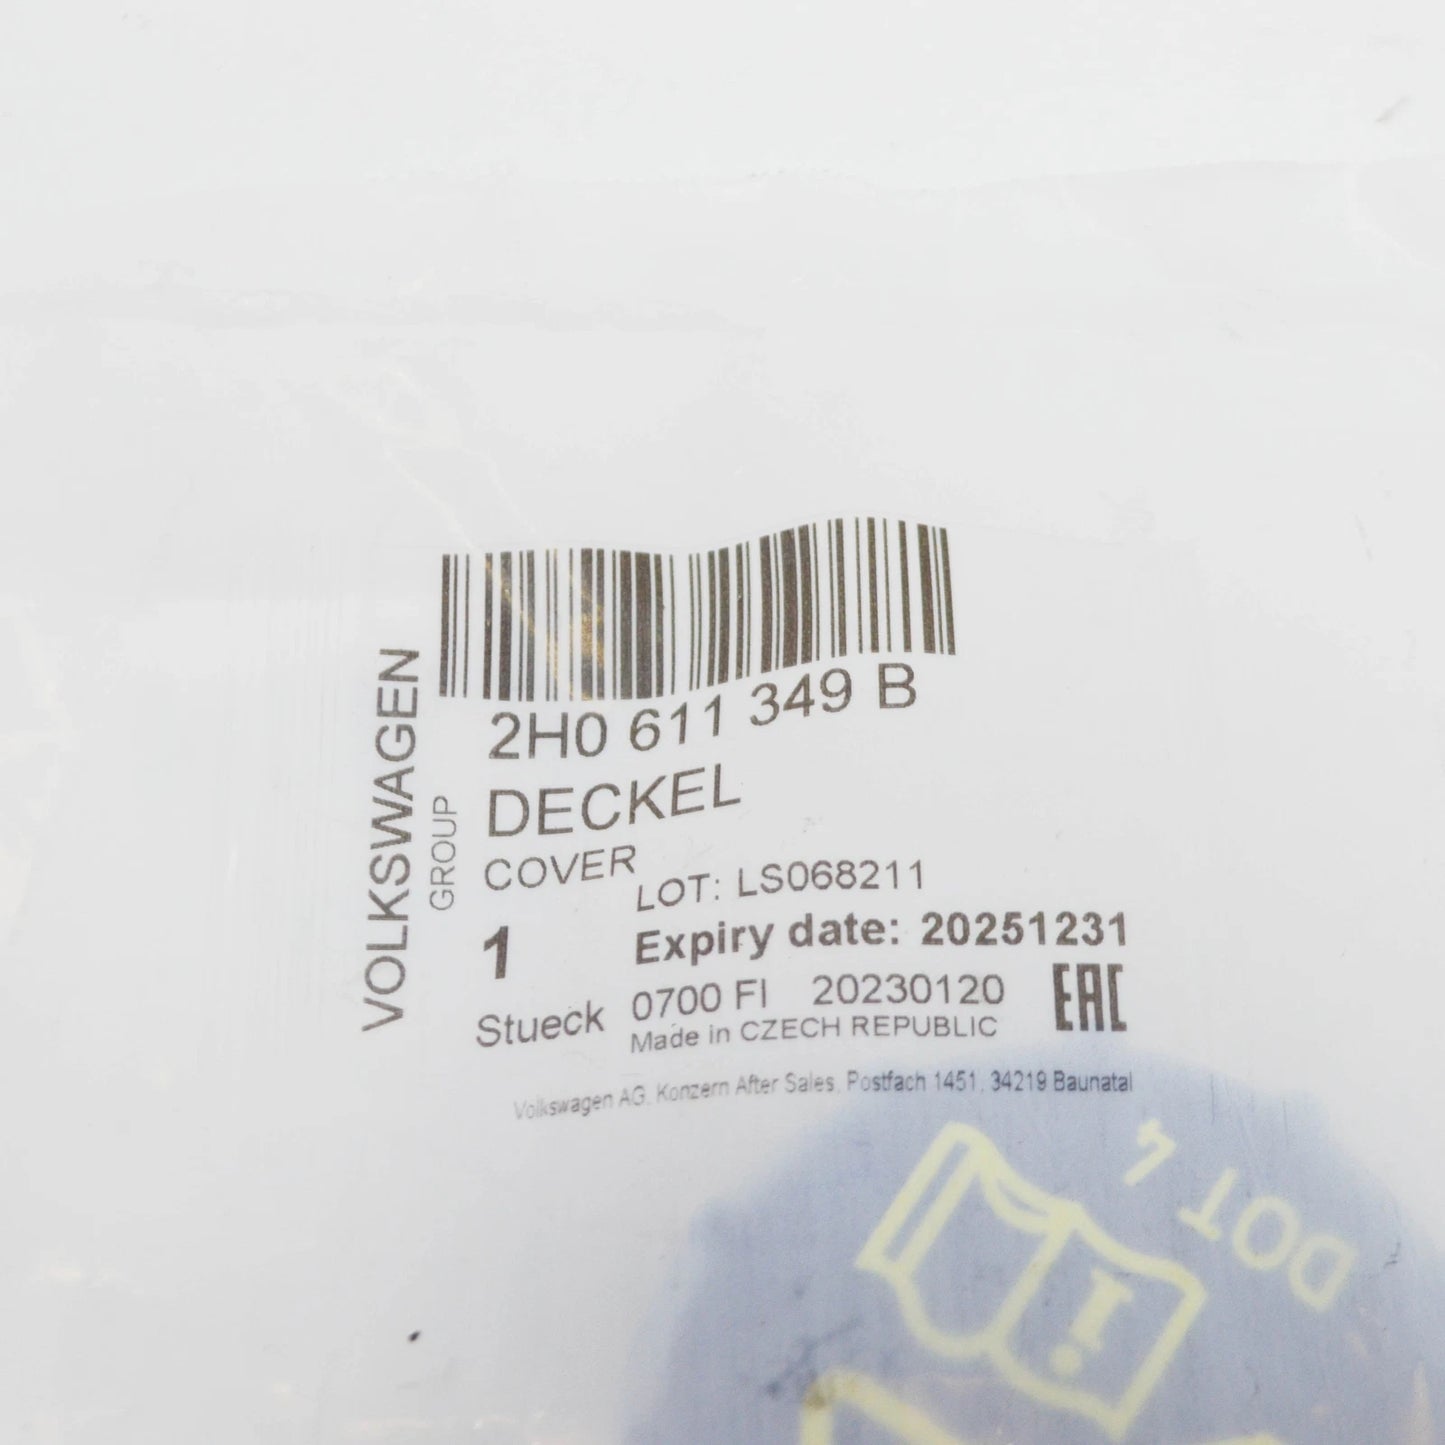 VOLKSWAGEN
GROUP
2H0 611 349 B
DECKEL
COVER
LOT: LS068211
1
Expiry date: 20251231
Stueck
0700 FI 20230120
EAC
Made in CZECH REPUBLIC
Volkswagen AG, Konzern After Sales, Postfach 1451, 34219 Baunatal
DOT 4